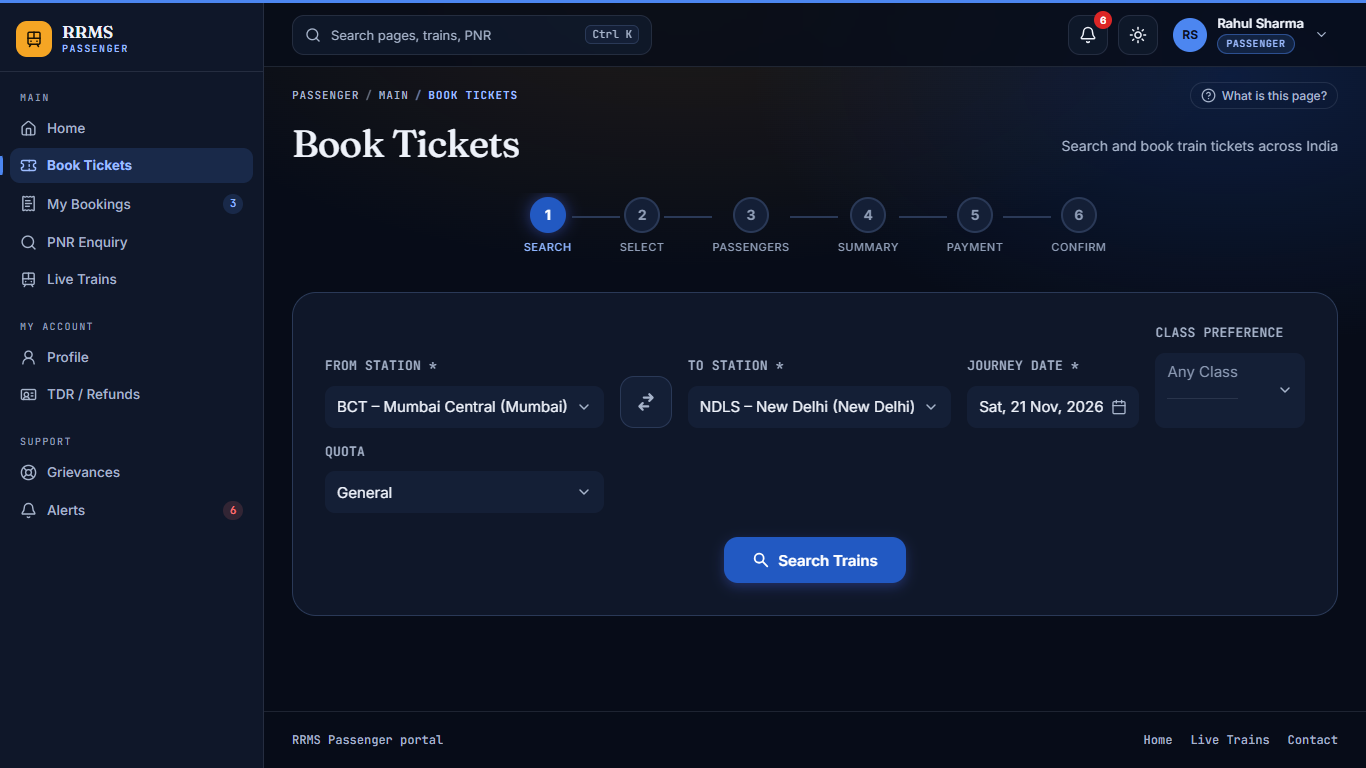 RRMS
PASSENGER
MAIN
Home
Book Tickets
My Bookings 3
PNR Enquiry
Live Trains
MY ACCOUNT
Profile
TDR / Refunds
SUPPORT
Grievances
Alerts 6
Search pages, trains, PNR Ctrl K
6
RS
Rahul Sharma
PASSENGER
PASSENGER / MAIN / BOOK TICKETS
What is this page?
Book Tickets
Search and book train tickets across India
1 2 3 4 5 6
SEARCH SELECT PASSENGERS SUMMARY PAYMENT CONFIRM
FROM STATION *
BCT – Mumbai Central (Mumbai)
TO STATION *
NDLS – New Delhi (New Delhi)
JOURNEY DATE *
Sat, 21 Nov, 2026
CLASS PREFERENCE
Any Class
QUOTA
General
Search Trains
RRMS Passenger portal
Home Live Trains Contact